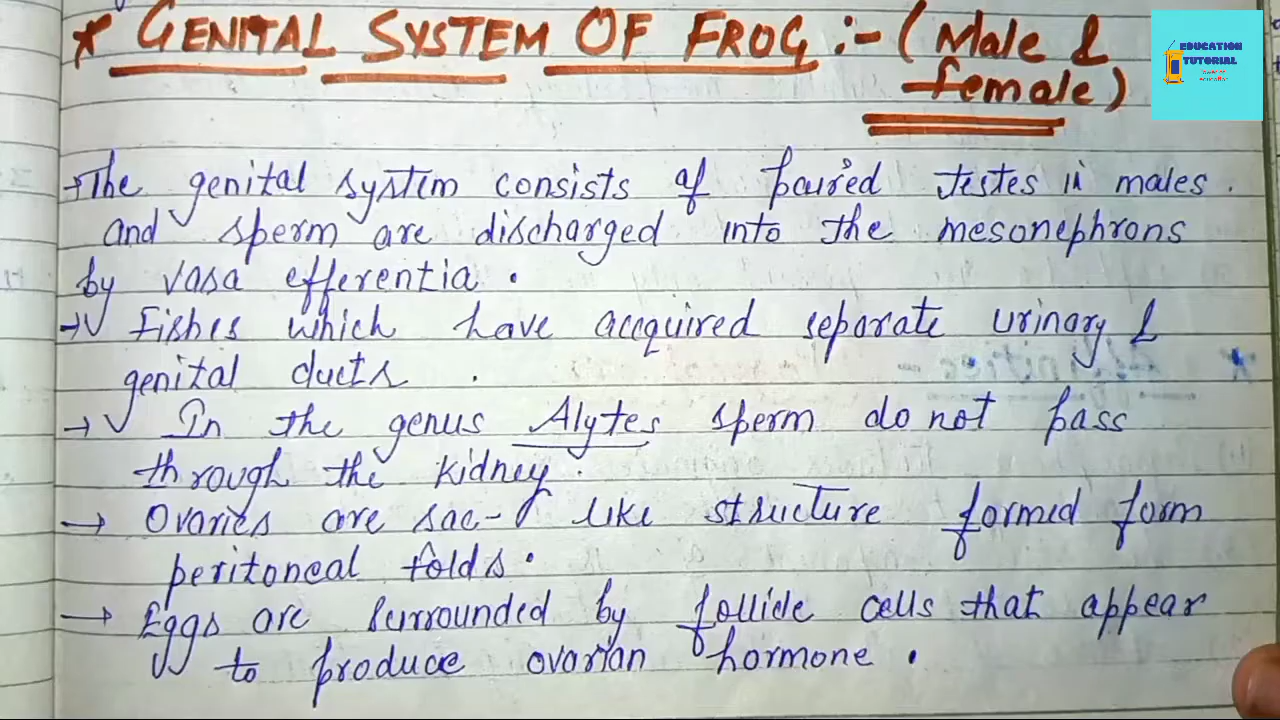 * GENITAL SYSTEM OF FROG :- ( Male &
female )
EDUCATION
TUTORIAL
Power of
education
→ The genital system consists of paired testes in males .
and sperm are discharged into the mesonephrons
by vasa efferentia .
→ Fishes which have acquired separate urinary &
genital ducts .
→ In the genus Alytes sperm do not pass
through the kidney .
→ Ovaries are sac-like structure formed form
peritoneal folds .
→ Eggs are surrounded by follicle cells that appear
to produce ovarian hormone .